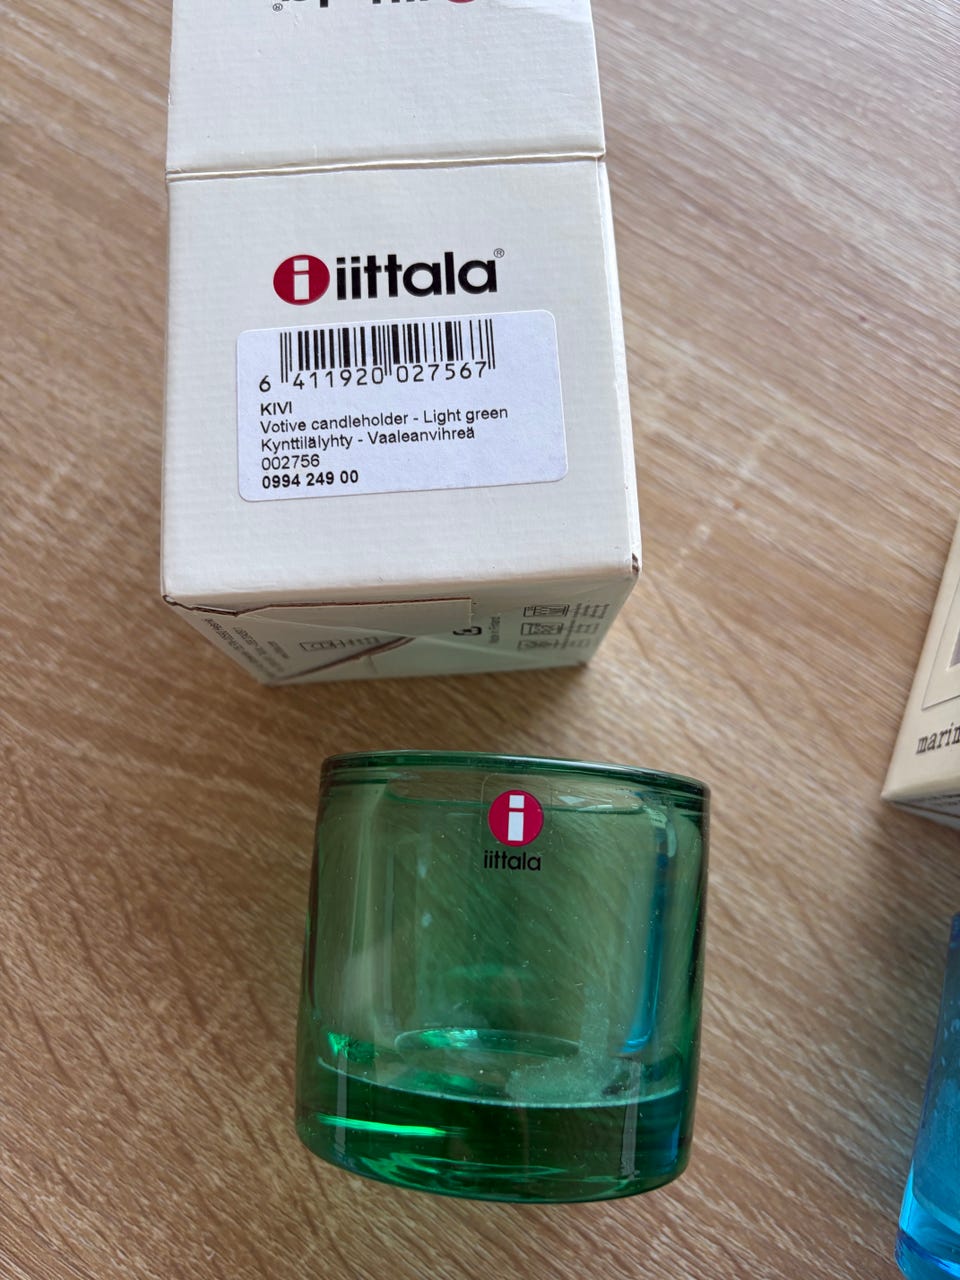 iittala®
6 411920 027567
KIVI
Votive candleholder - Light green
Kynttilälyhty - Vaaleanvihreä
002756
0994 249 00
i
iittala